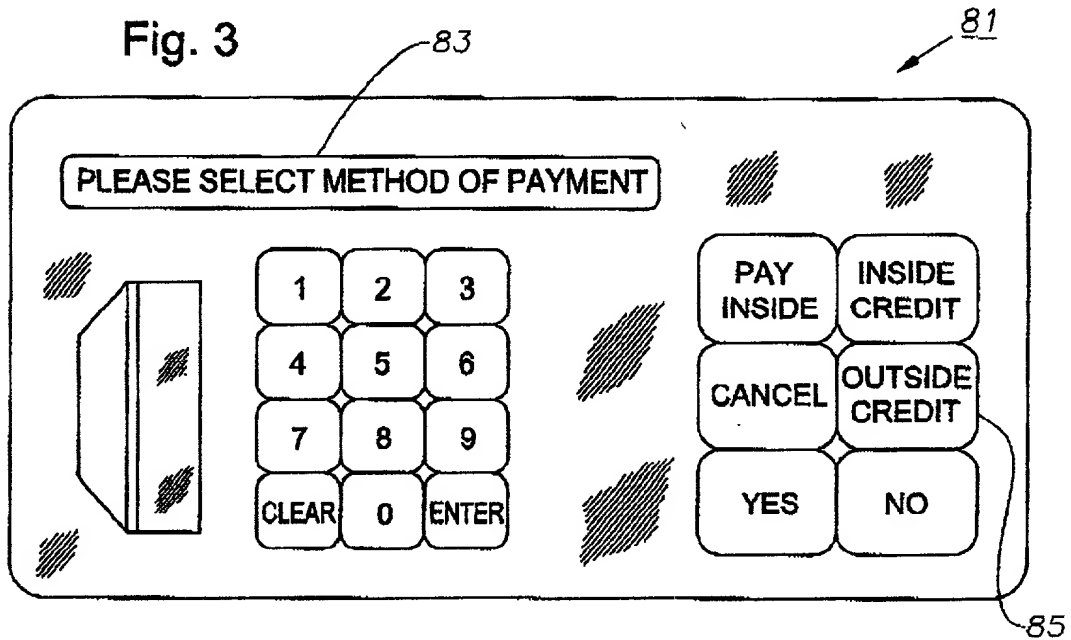 Fig. 3
83
81
PLEASE SELECT METHOD OF PAYMENT
1 2 3
4 5 6
7 8 9
CLEAR 0 ENTER
PAY INSIDE
INSIDE CREDIT
CANCEL
OUTSIDE CREDIT
YES
NO
85